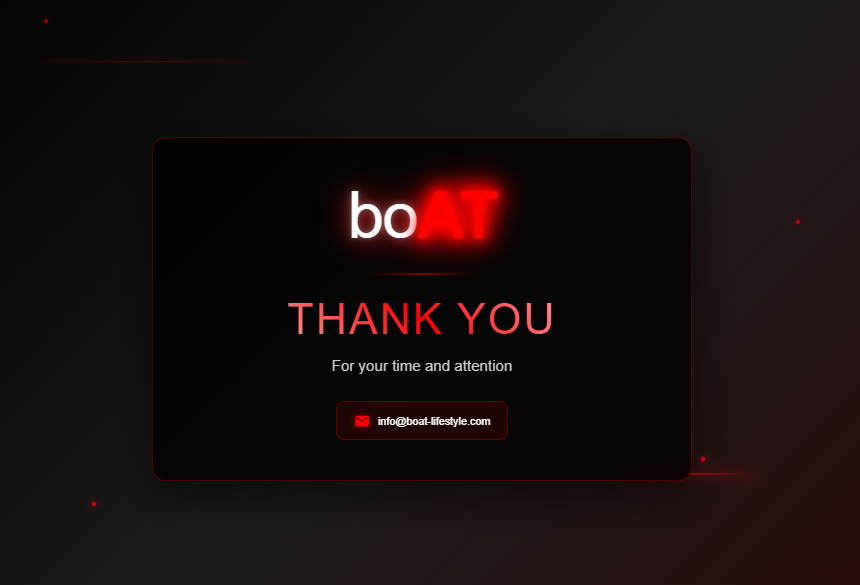 boAT
THANK YOU
For your time and attention
info@boat-lifestyle.com